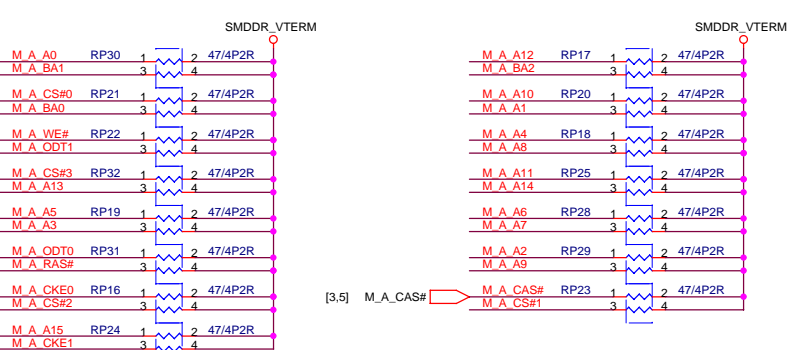 SMDDR_VTERM
M_A_A0 RP30 1 2 47/4P2R
M_A_BA1 3 4
M_A_CS#0 RP21 1 2 47/4P2R
M_A_BA0 3 4
M_A_WE# RP22 1 2 47/4P2R
M_A_ODT1 3 4
M_A_CS#3 RP32 1 2 47/4P2R
M_A_A13 3 4
M_A_A5 RP19 1 2 47/4P2R
M_A_A3 3 4
M_A_ODT0 RP31 1 2 47/4P2R
M_A_RAS# 3 4
M_A_CKE0 RP16 1 2 47/4P2R
M_A_CS#2 3 4
M_A_A15 RP24 1 2 47/4P2R
M_A_CKE1 3 4
SMDDR_VTERM
M_A_A12 RP17 1 2 47/4P2R
M_A_BA2 3 4
M_A_A10 RP20 1 2 47/4P2R
M_A_A1 3 4
M_A_A4 RP18 1 2 47/4P2R
M_A_A8 3 4
M_A_A11 RP25 1 2 47/4P2R
M_A_A14 3 4
M_A_A6 RP28 1 2 47/4P2R
M_A_A7 3 4
M_A_A2 RP29 1 2 47/4P2R
M_A_A9 3 4
[3,5] M_A_CAS# M_A_CAS# RP23 1 2 47/4P2R
M_A_CS#1 3 4